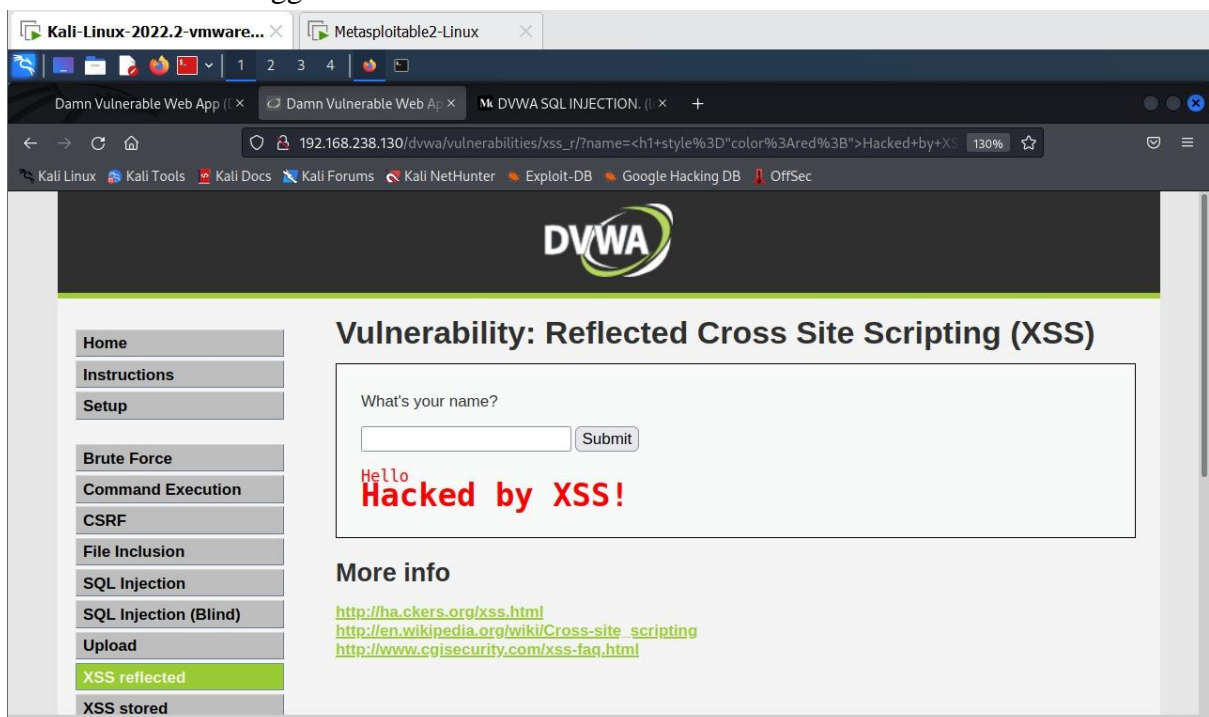 Kali-Linux-2022.2-vmware... Metasploitable2-Linux
1 2 3 4
Damn Vulnerable Web App ( Damn Vulnerable Web Ap DVWA SQL INJECTION. (
192.168.238.130/dvwa/vulnerabilities/xss_r/?name=<h1+style%3D"color%3Ared%3B">Hacked+by+XS 130%
Kali Linux Kali Tools Kali Docs Kali Forums Kali NetHunter Exploit-DB Google Hacking DB OffSec
DVWA
Vulnerability: Reflected Cross Site Scripting (XSS)
Home
Instructions
Setup
Brute Force
Command Execution
CSRF
File Inclusion
SQL Injection
SQL Injection (Blind)
Upload
XSS reflected
XSS stored
What's your name?
Submit
Hello
Hacked by XSS!
More info
http://ha.ckers.org/xss.html
http://en.wikipedia.org/wiki/Cross-site_scripting
http://www.cgisecurity.com/xss-faq.html